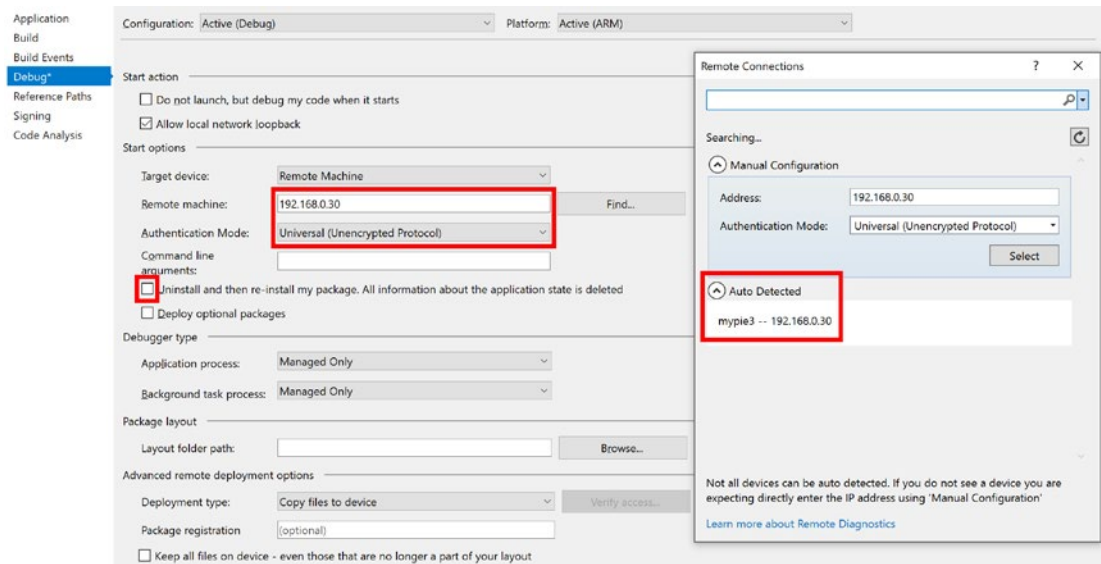 Application
Build
Build Events
Debug*
Reference Paths
Signing
Code Analysis
Configuration: Active (Debug) Platform: Active (ARM)
Start action
Do not launch, but debug my code when it starts
Allow local network loopback
Start options
Target device: Remote Machine
Remote machine: 192.168.0.30 Find...
Authentication Mode: Universal (Unencrypted Protocol)
Command line
arguments:
Uninstall and then re-install my package. All information about the application state is deleted
Deploy optional packages
Debugger type
Application process: Managed Only
Background task process: Managed Only
Package layout
Layout folder path: Browse...
Advanced remote deployment options
Deployment type: Copy files to device Verify access...
Package registration (optional)
Keep all files on device - even those that are no longer a part of your layout
Remote Connections ? X
Searching...
Manual Configuration
Address: 192.168.0.30
Authentication Mode: Universal (Unencrypted Protocol)
Select
Auto Detected
mypie3 -- 192.168.0.30
Not all devices can be auto detected. If you do not see a device you are
expecting directly enter the IP address using 'Manual Configuration'
Learn more about Remote Diagnostics